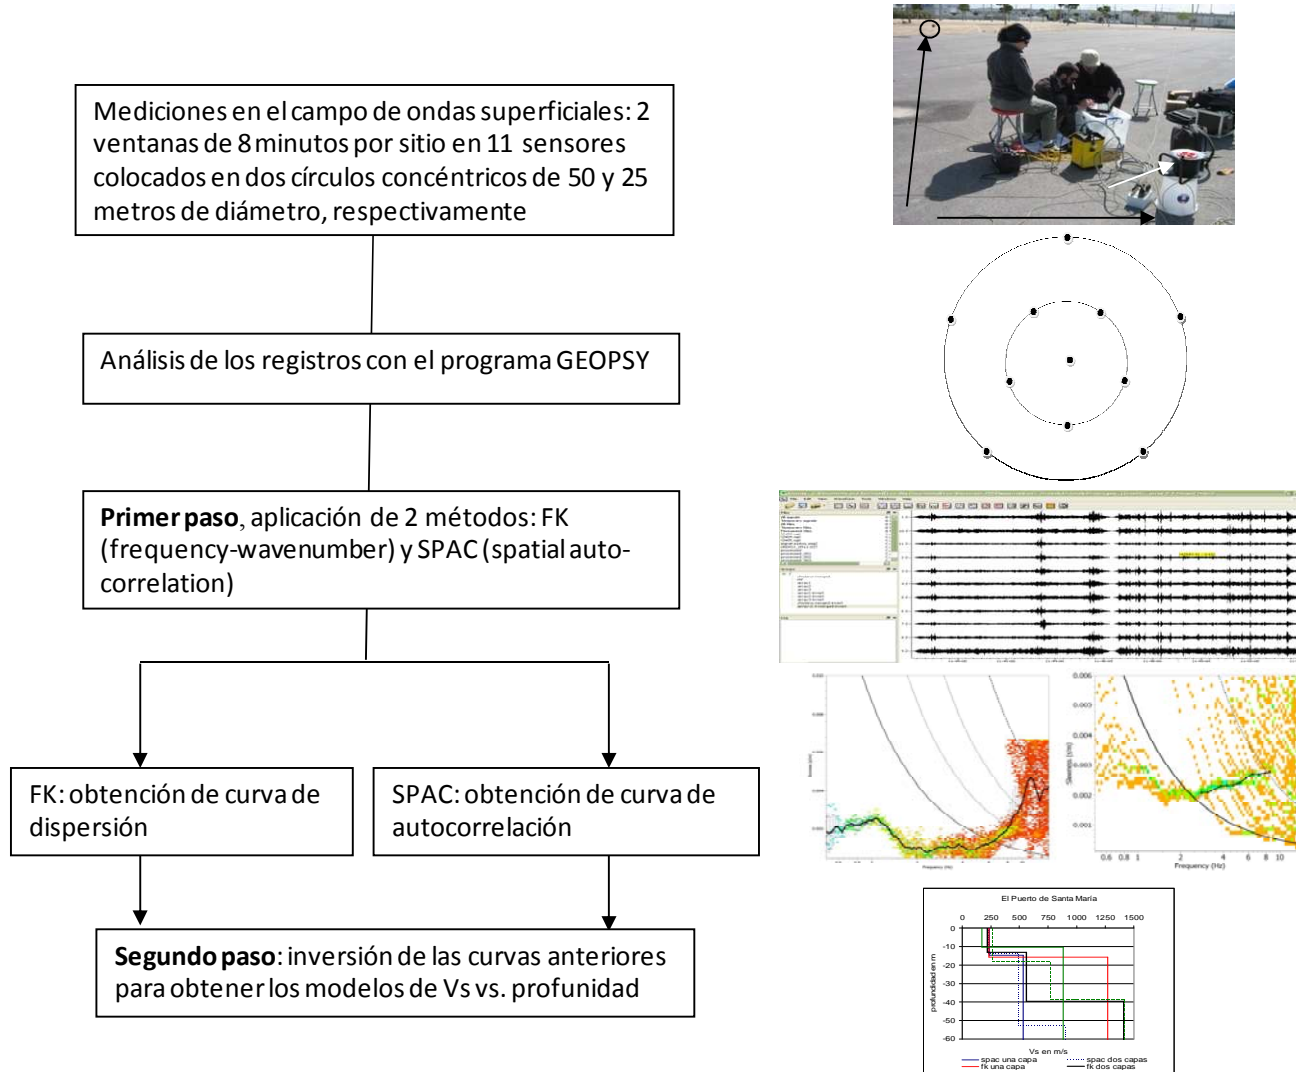 Mediciones en el campo de ondas superficiales: 2
ventanas de 8 minutos por sitio en 11 sensores
colocados en dos círculos concéntricos de 50 y 25
metros de diámetro, respectivamente
Análisis de los registros con el programa GEOPSY
Primer paso, aplicación de 2 métodos: FK
(frequency-wavenumber) y SPAC (spatial auto-
correlation)
FK: obtención de curva de
dispersión
SPAC: obtención de curva de
autocorrelación
Segundo paso: inversión de las curvas anteriores
para obtener los modelos de Vs vs. profunidad
Frequency (Hz)
0.006
0.005
0.004
0.003
0.002
0.001
Slowness (s/m)
0.6 0.8 1 2 4 6 8 10
Frequency (Hz)
El Puerto de Santa María
0 250 500 750 1000 1250 1500
0
-10
-20
-30
-40
-50
-60
profundidad en m
Vs en m/s
spac una capa
spac dos capas
fk una capa
fk dos capas